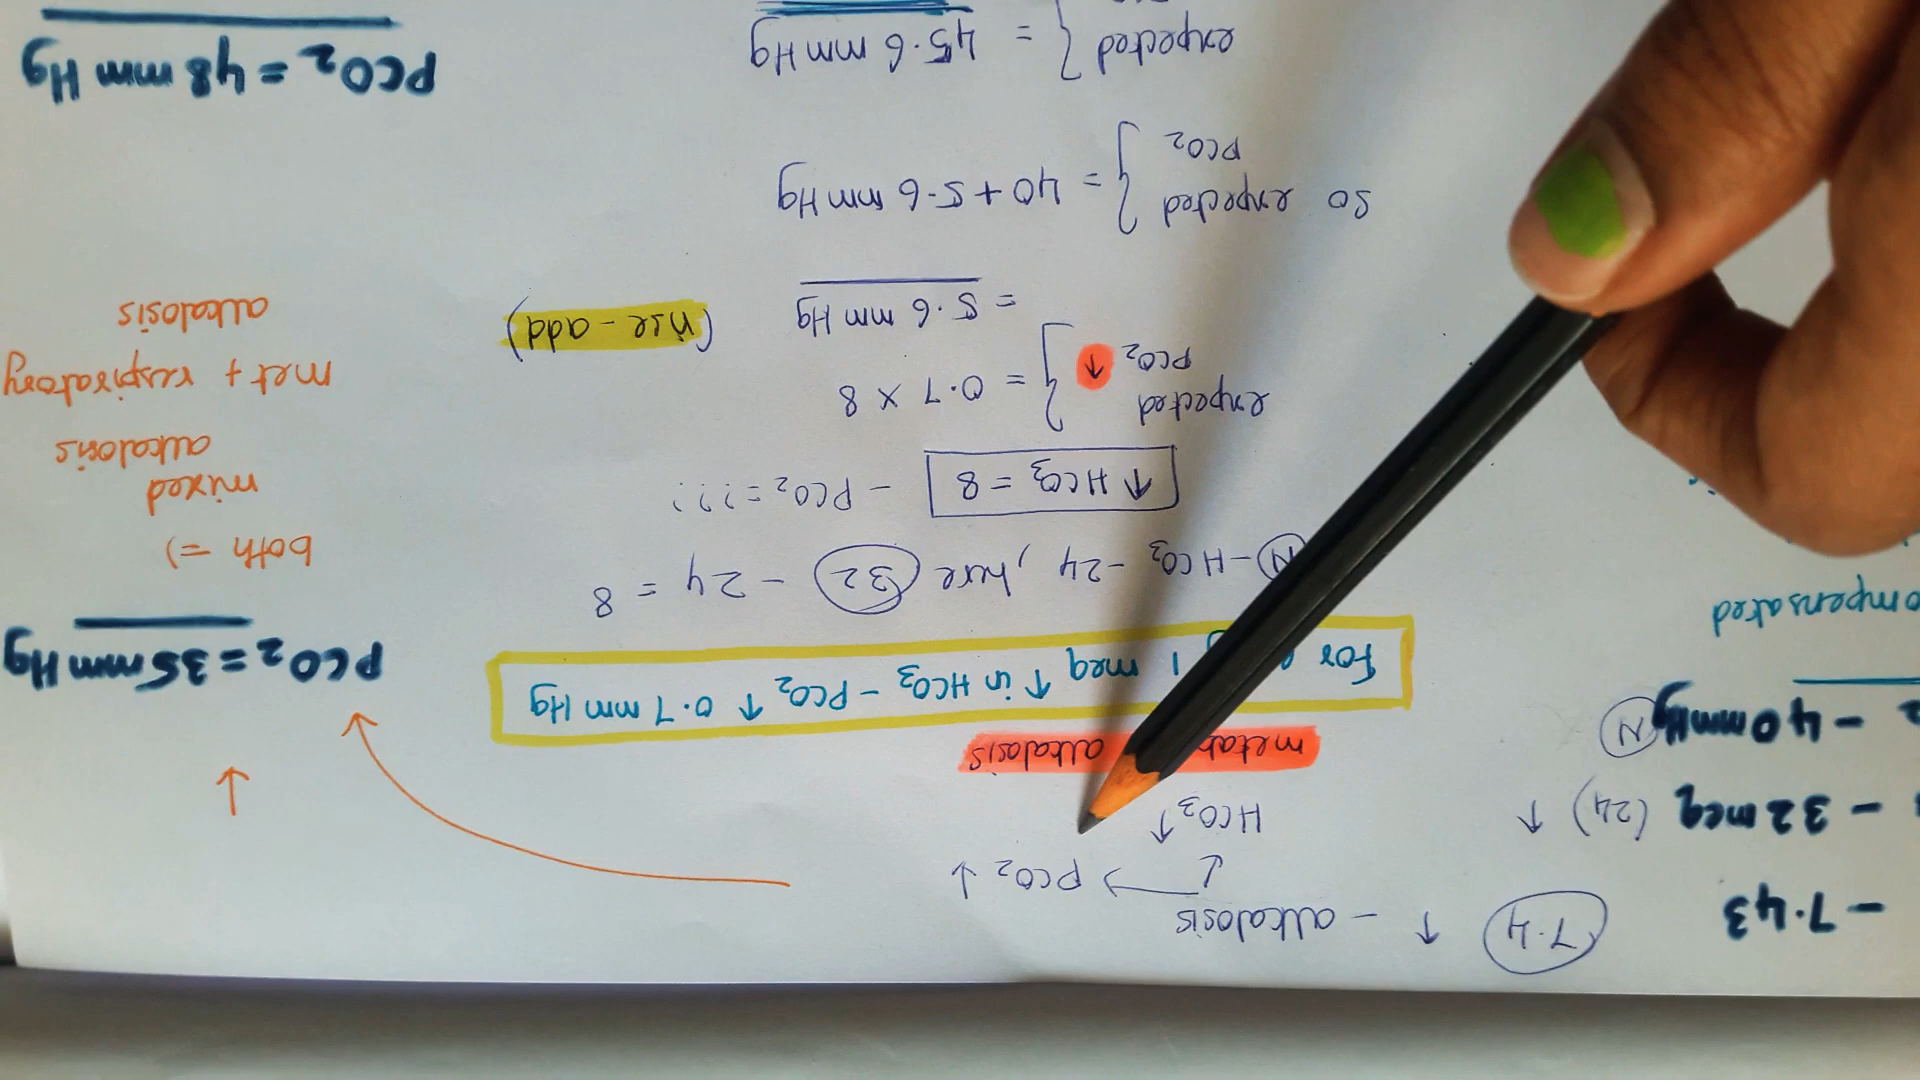 - 7.43 7.4 ↑ - alkalosis
→ PCO₂ ↓
- 32 meq (24) ↑
HCO₃ ↑
2 - 40 mmHg N
alkalosis
For 1 meq ↑ in HCO₃ - PCO₂ ↑ 0.7 mm Hg
PCO₂ = 35 mm Hg
ompensated
N - HCO₃ - 24, here 32 - 24 = 8
both =>
mixed
alkalosis
met + respiratory
alkalosis
↑ HCO₃ = 8 - PCO₂ = ???
expected
PCO₂ ↑ } = 0.7 × 8
= 5.6 mm Hg (rise - add)
so expected
PCO₂ } = 40 + 5.6 mm Hg
expected } = 45.6 mm Hg
PCO₂ = 48 mm Hg